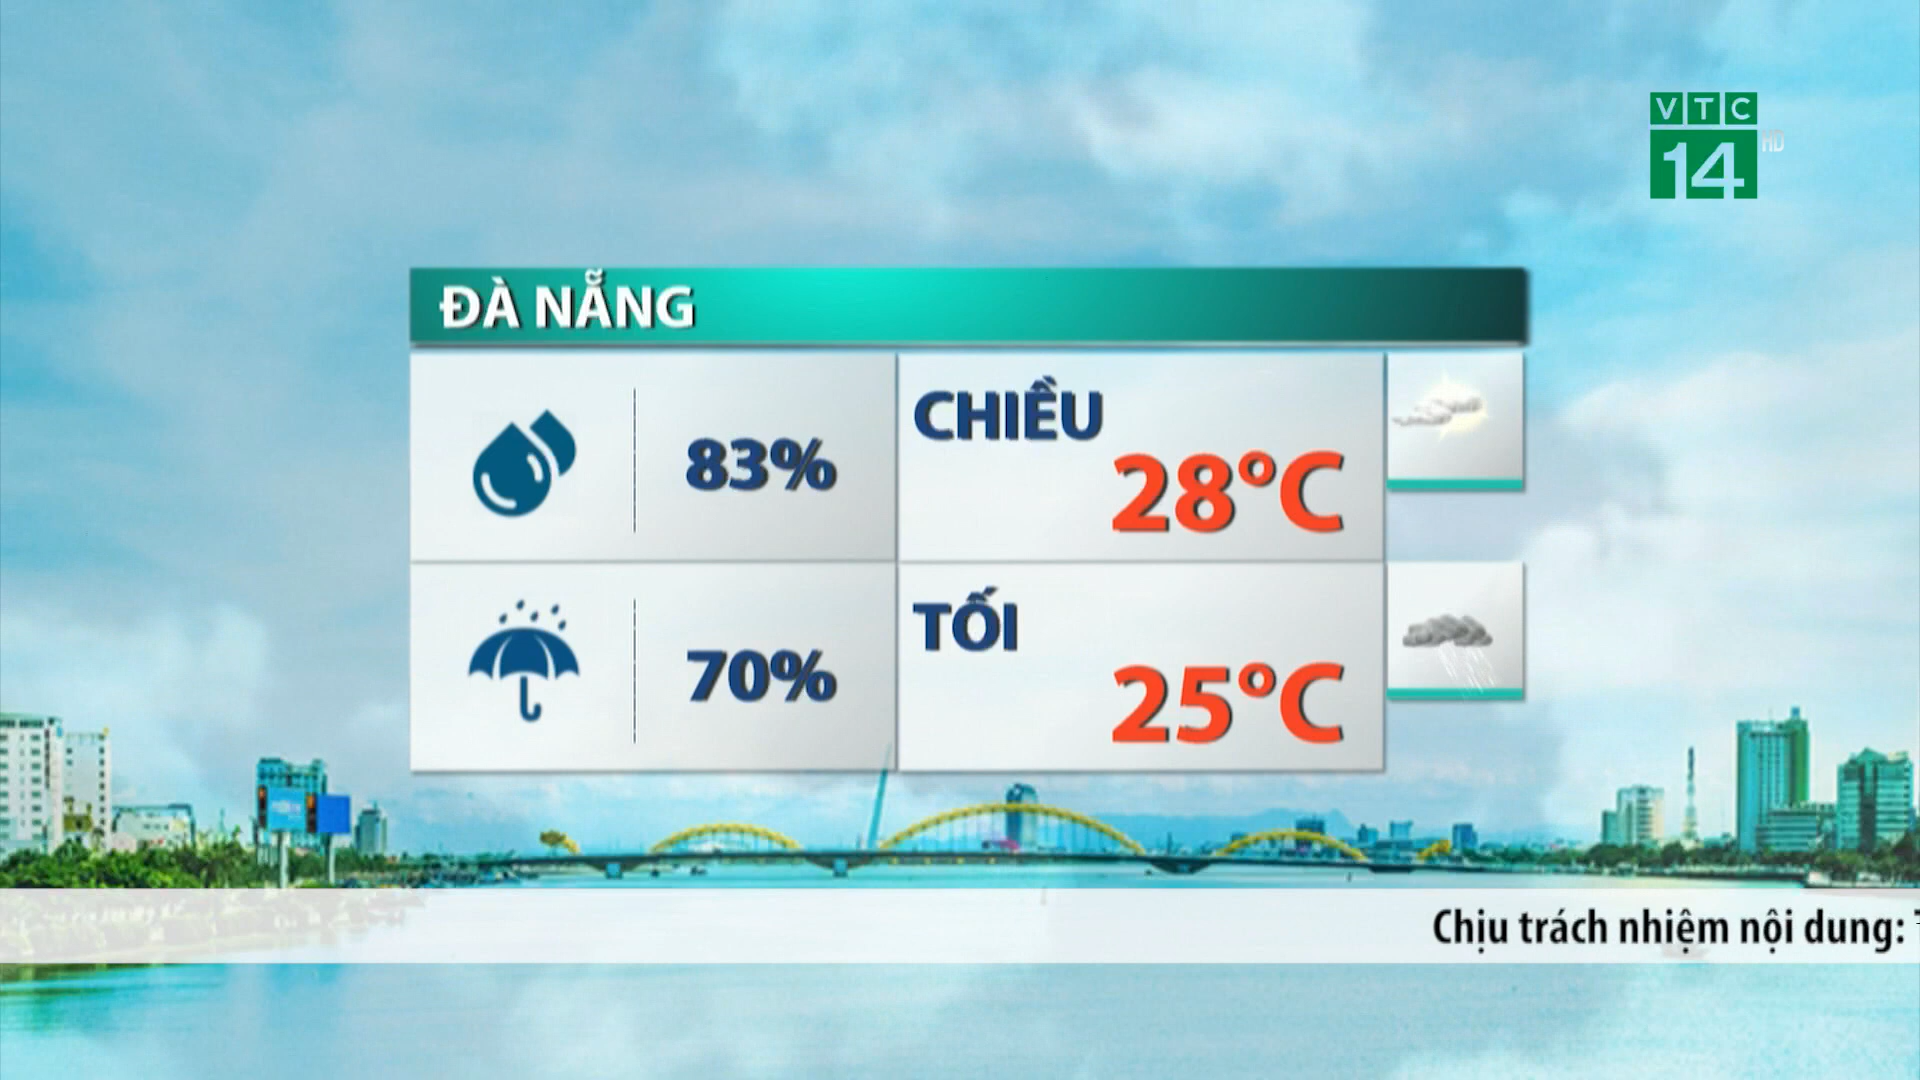 VTC
14 HD
ĐÀ NẴNG
83%
CHIỀU
28°C
70%
TỐI
25°C
Chịu trách nhiệm nội dung: